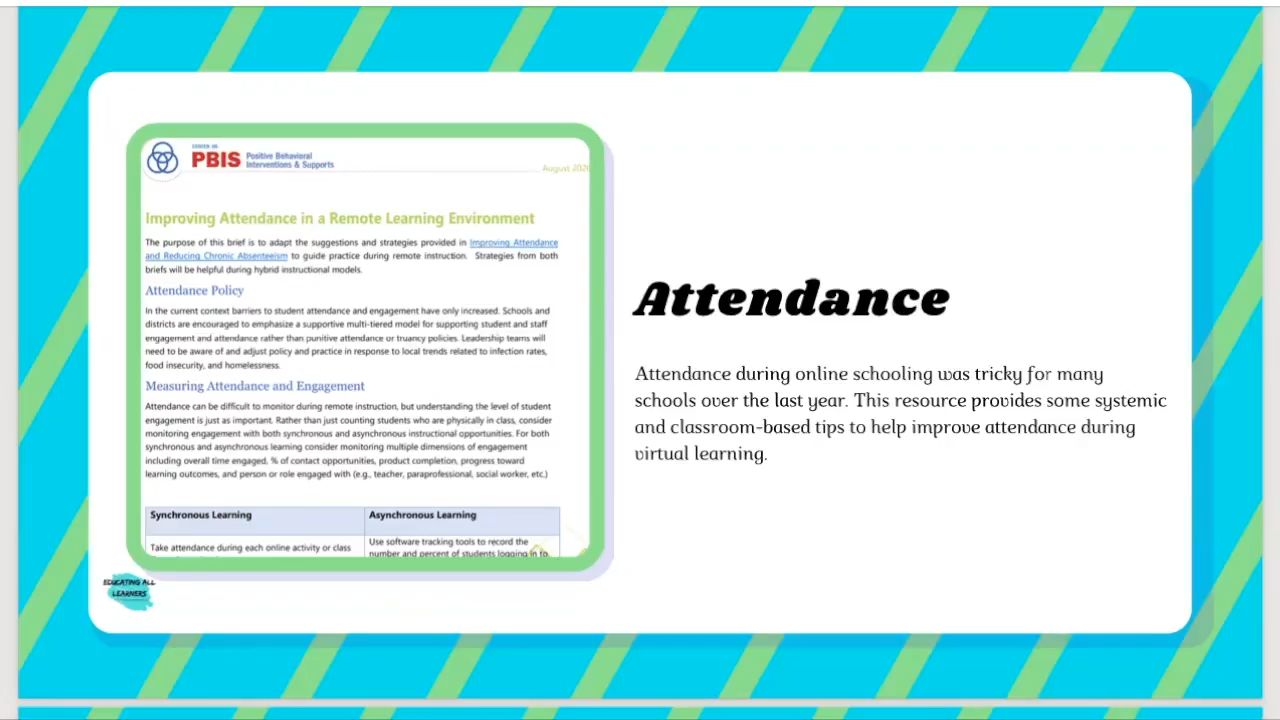 CENTER ON
PBIS
Positive Behavioral
Interventions & Supports
August 2020
Improving Attendance in a Remote Learning Environment
The purpose of this brief is to adapt the suggestions and strategies provided in Improving Attendance
and Reducing Chronic Absenteeism to guide practice during remote instruction. Strategies from both
briefs will be helpful during hybrid instructional models.
Attendance Policy
In the current context barriers to student attendance and engagement have only increased. Schools and
districts are encouraged to emphasize a supportive multi-tiered model for supporting student and staff
engagement and attendance rather than punitive attendance or truancy policies. Leadership teams will
need to be aware of and adjust policy and practice in response to local trends related to infection rates,
food insecurity, and homelessness.
Measuring Attendance and Engagement
Attendance can be difficult to monitor during remote instruction, but understanding the level of student
engagement is just as important. Rather than just counting students who are physically in class, consider
monitoring engagement with both synchronous and asynchronous instructional opportunities. For both
synchronous and asynchronous learning consider monitoring multiple dimensions of engagement
including overall time engaged, % of contact opportunities, product completion, progress toward
learning outcomes, and person or role engaged with (e.g., teacher, paraprofessional, social worker, etc.)
Synchronous Learning
Take attendance during each online activity or class
Asynchronous Learning
Use software tracking tools to record the
number and percent of students logging in to
Attendance
Attendance during online schooling was tricky for many
schools over the last year. This resource provides some systemic
and classroom-based tips to help improve attendance during
virtual learning.
EDUCATING ALL
LEARNERS